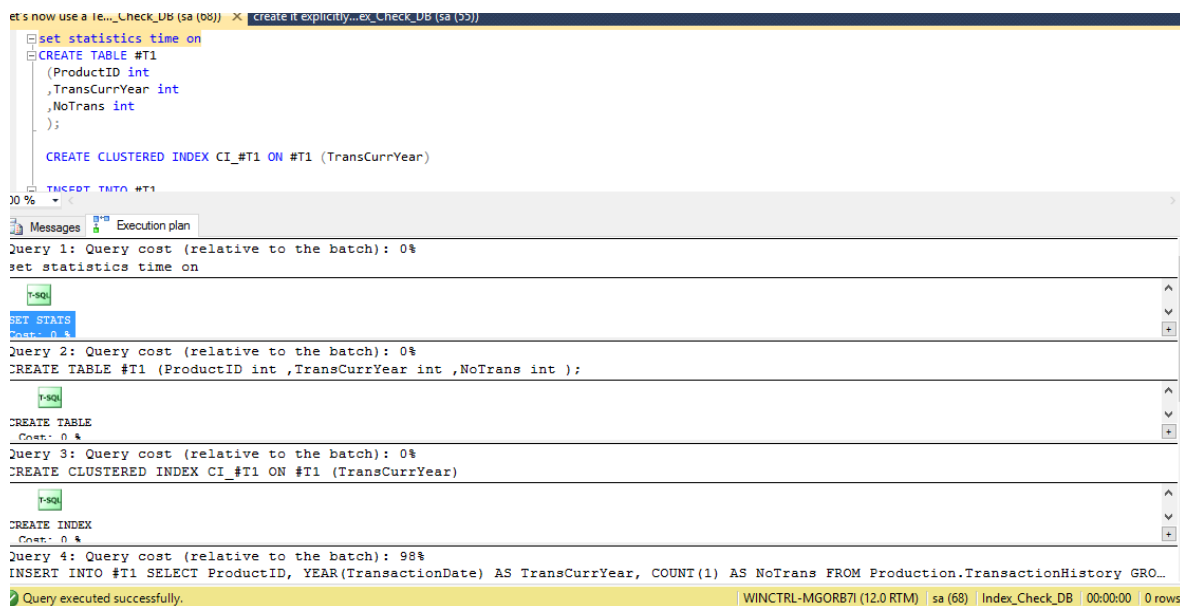 et's now use a Te..._Check_DB (sa (68)) × create it explicitly...ex_Check_DB (sa (55))
set statistics time on
CREATE TABLE #T1
(ProductID int
,TransCurrYear int
,NoTrans int
);
CREATE CLUSTERED INDEX CI_#T1 ON #T1 (TransCurrYear)
INSERT INTO #T1
00 %
Messages Execution plan
Query 1: Query cost (relative to the batch): 0%
set statistics time on
T-SQL
SET STATS
Cost: 0 %
Query 2: Query cost (relative to the batch): 0%
CREATE TABLE #T1 (ProductID int ,TransCurrYear int ,NoTrans int );
T-SQL
CREATE TABLE
Cost: 0 %
Query 3: Query cost (relative to the batch): 0%
CREATE CLUSTERED INDEX CI_#T1 ON #T1 (TransCurrYear)
T-SQL
CREATE INDEX
Cost: 0 %
Query 4: Query cost (relative to the batch): 98%
INSERT INTO #T1 SELECT ProductID, YEAR(TransactionDate) AS TransCurrYear, COUNT(1) AS NoTrans FROM Production.TransactionHistory GRO…
Query executed successfully. WINCTRL-MGORB7I (12.0 RTM) sa (68) Index_Check_DB 00:00:00 0 rows